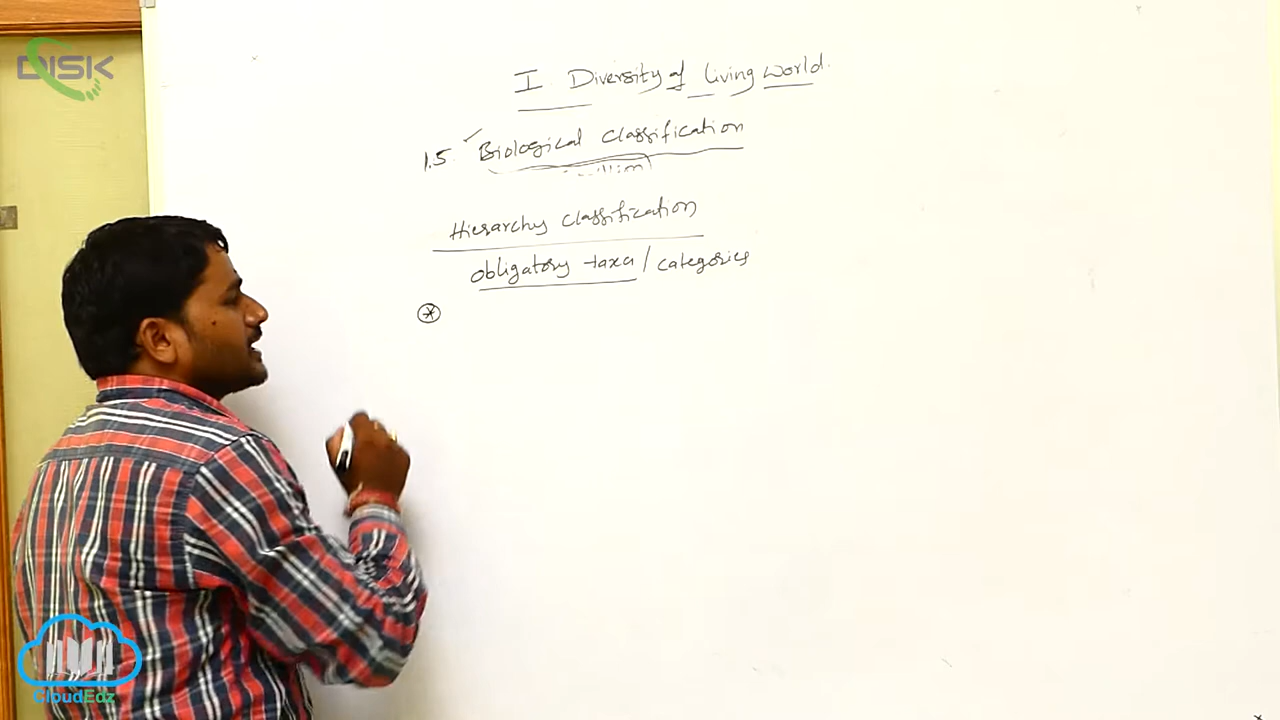 DISK
I. Diversity of living world.
1.5 Biological classification
Hierarchy classification
obligatory taxa / categories
CloudEdz